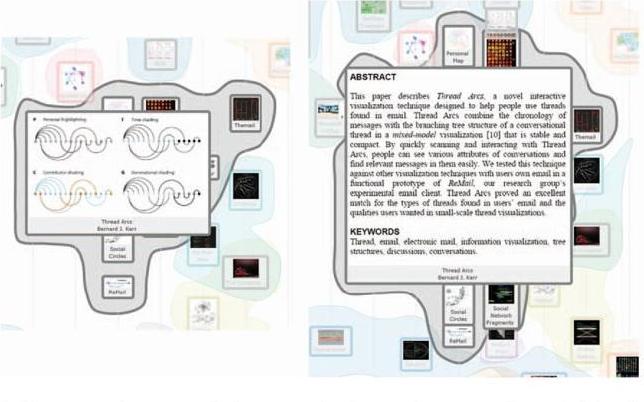 Personal highlighting
Time shading
Contributor shading
Generational shading
Thread Arcs
Bernard J. Kerr
Themail
Social
Circles
ReMail
Personal
Map
ABSTRACT
This paper describes Thread Arcs, a novel interactive
visualization technique designed to help people use threads
found in email. Thread Arcs combine the chronology of
messages with the branching tree structure of a conversational
thread in a mixed-model visualization [10] that is stable and
compact. By quickly scanning and interacting with Thread
Arcs, people can see various attributes of conversations and
find relevant messages in them easily. We tested this technique
against other visualization techniques with users own email in a
functional prototype of ReMail, our research group's
experimental email client. Thread Arcs proved an excellent
match for the types of threads found in users' email and the
qualities users wanted in small-scale thread visualizations.
KEYWORDS
Thread, email, electronic mail, information visualization, tree
structures, discussions, conversations.
Thread Arcs
Bernard J. Kerr
Themail
Social
Circles
ReMail
Social
Network
Fragments